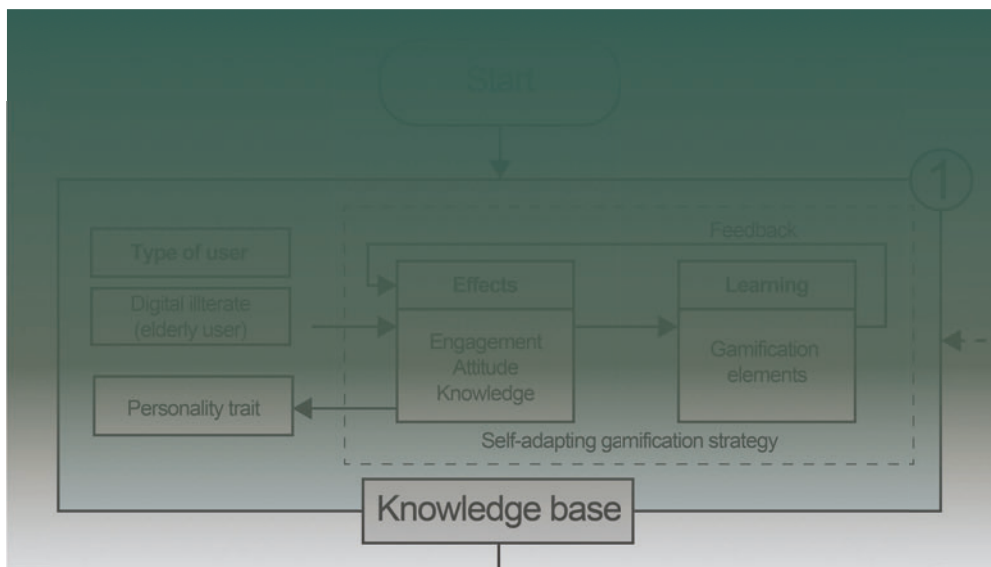 Start
1
Feedback
Type of user
Effects
Learning
Digital illterate
(elderly user)
Engagement
Attitude
Knowledge
Gamification
elements
Personality trait
Self-adapting gamification strategy
Knowledge base